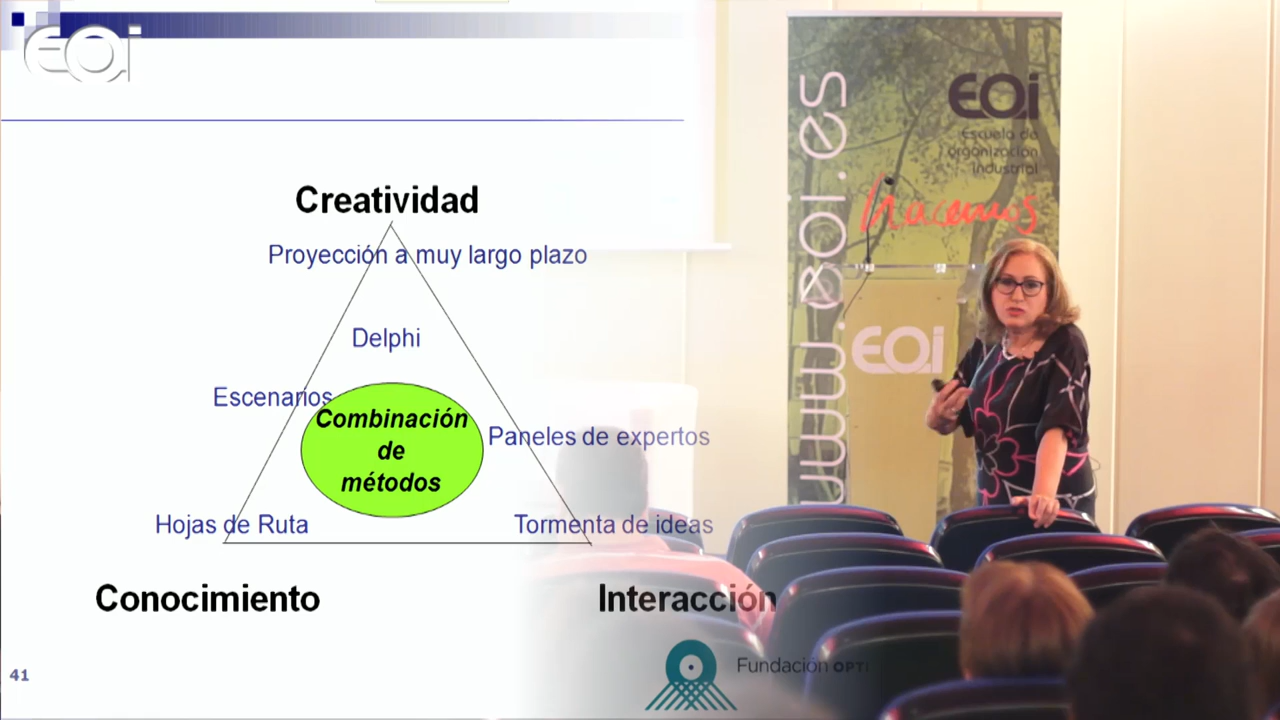 EOi
Creatividad
Proyección a muy largo plazo
Delphi
Escenarios
Combinación
de
métodos
Paneles de expertos
Hojas de Ruta
Tormenta de ideas
Conocimiento
Interacción
41
Fundación OPTI
www.eoi.es
EOi
Escuela de
organización
industrial
hacemos
EOi